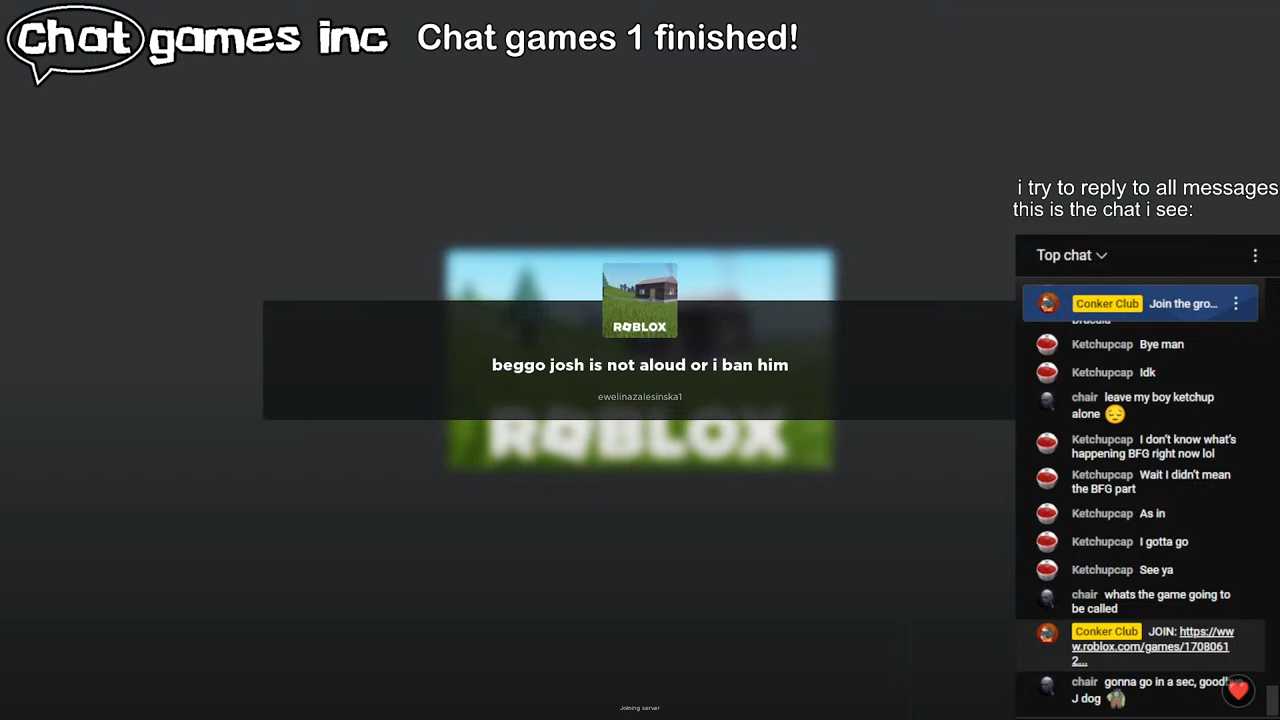 Chat games inc
Chat games 1 finished!
i try to reply to all messages
this is the chat i see:
Top chat
Conker Club Join the gro...
Ketchupcap Bye man
Ketchupcap Idk
chair leave my boy ketchup
alone 😔
Ketchupcap I don't know what's
happening BFG right now lol
Ketchupcap Wait I didn't mean
the BFG part
Ketchupcap As in
Ketchupcap I gotta go
Ketchupcap See ya
chair whats the game going to
be called
Conker Club JOIN: https://ww
w.roblox.com/games/1708061
2...
chair gonna go in a sec, goodbye
J dog
ROBLOX
beggo josh is not aloud or i ban him
ewelinazalesinska1
ROBLOX
Joining server